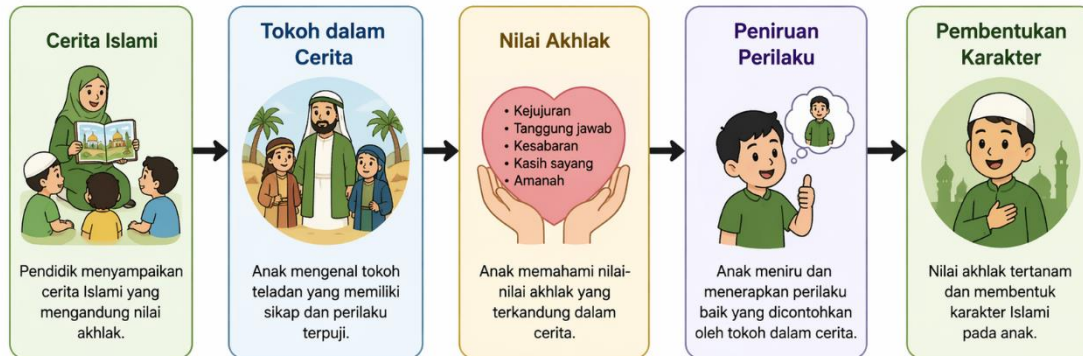 Cerita Islami
Pendidik menyampaikan
cerita Islami yang
mengandung nilai
akhlak.
Tokoh dalam
Cerita
Anak mengenal tokoh
teladan yang memiliki
sikap dan perilaku
terpuji.
Nilai Akhlak
• Kejujuran
• Tanggung jawab
• Kesabaran
• Kasih sayang
• Amanah
Anak memahami nilai-
nilai akhlak yang
terkandung dalam
cerita.
Peniruan
Perilaku
Anak meniru dan
menerapkan perilaku
baik yang dicontohkan
oleh tokoh dalam cerita.
Pembentukan
Karakter
Nilai akhlak tertanam
dan membentuk
karakter Islami
pada anak.